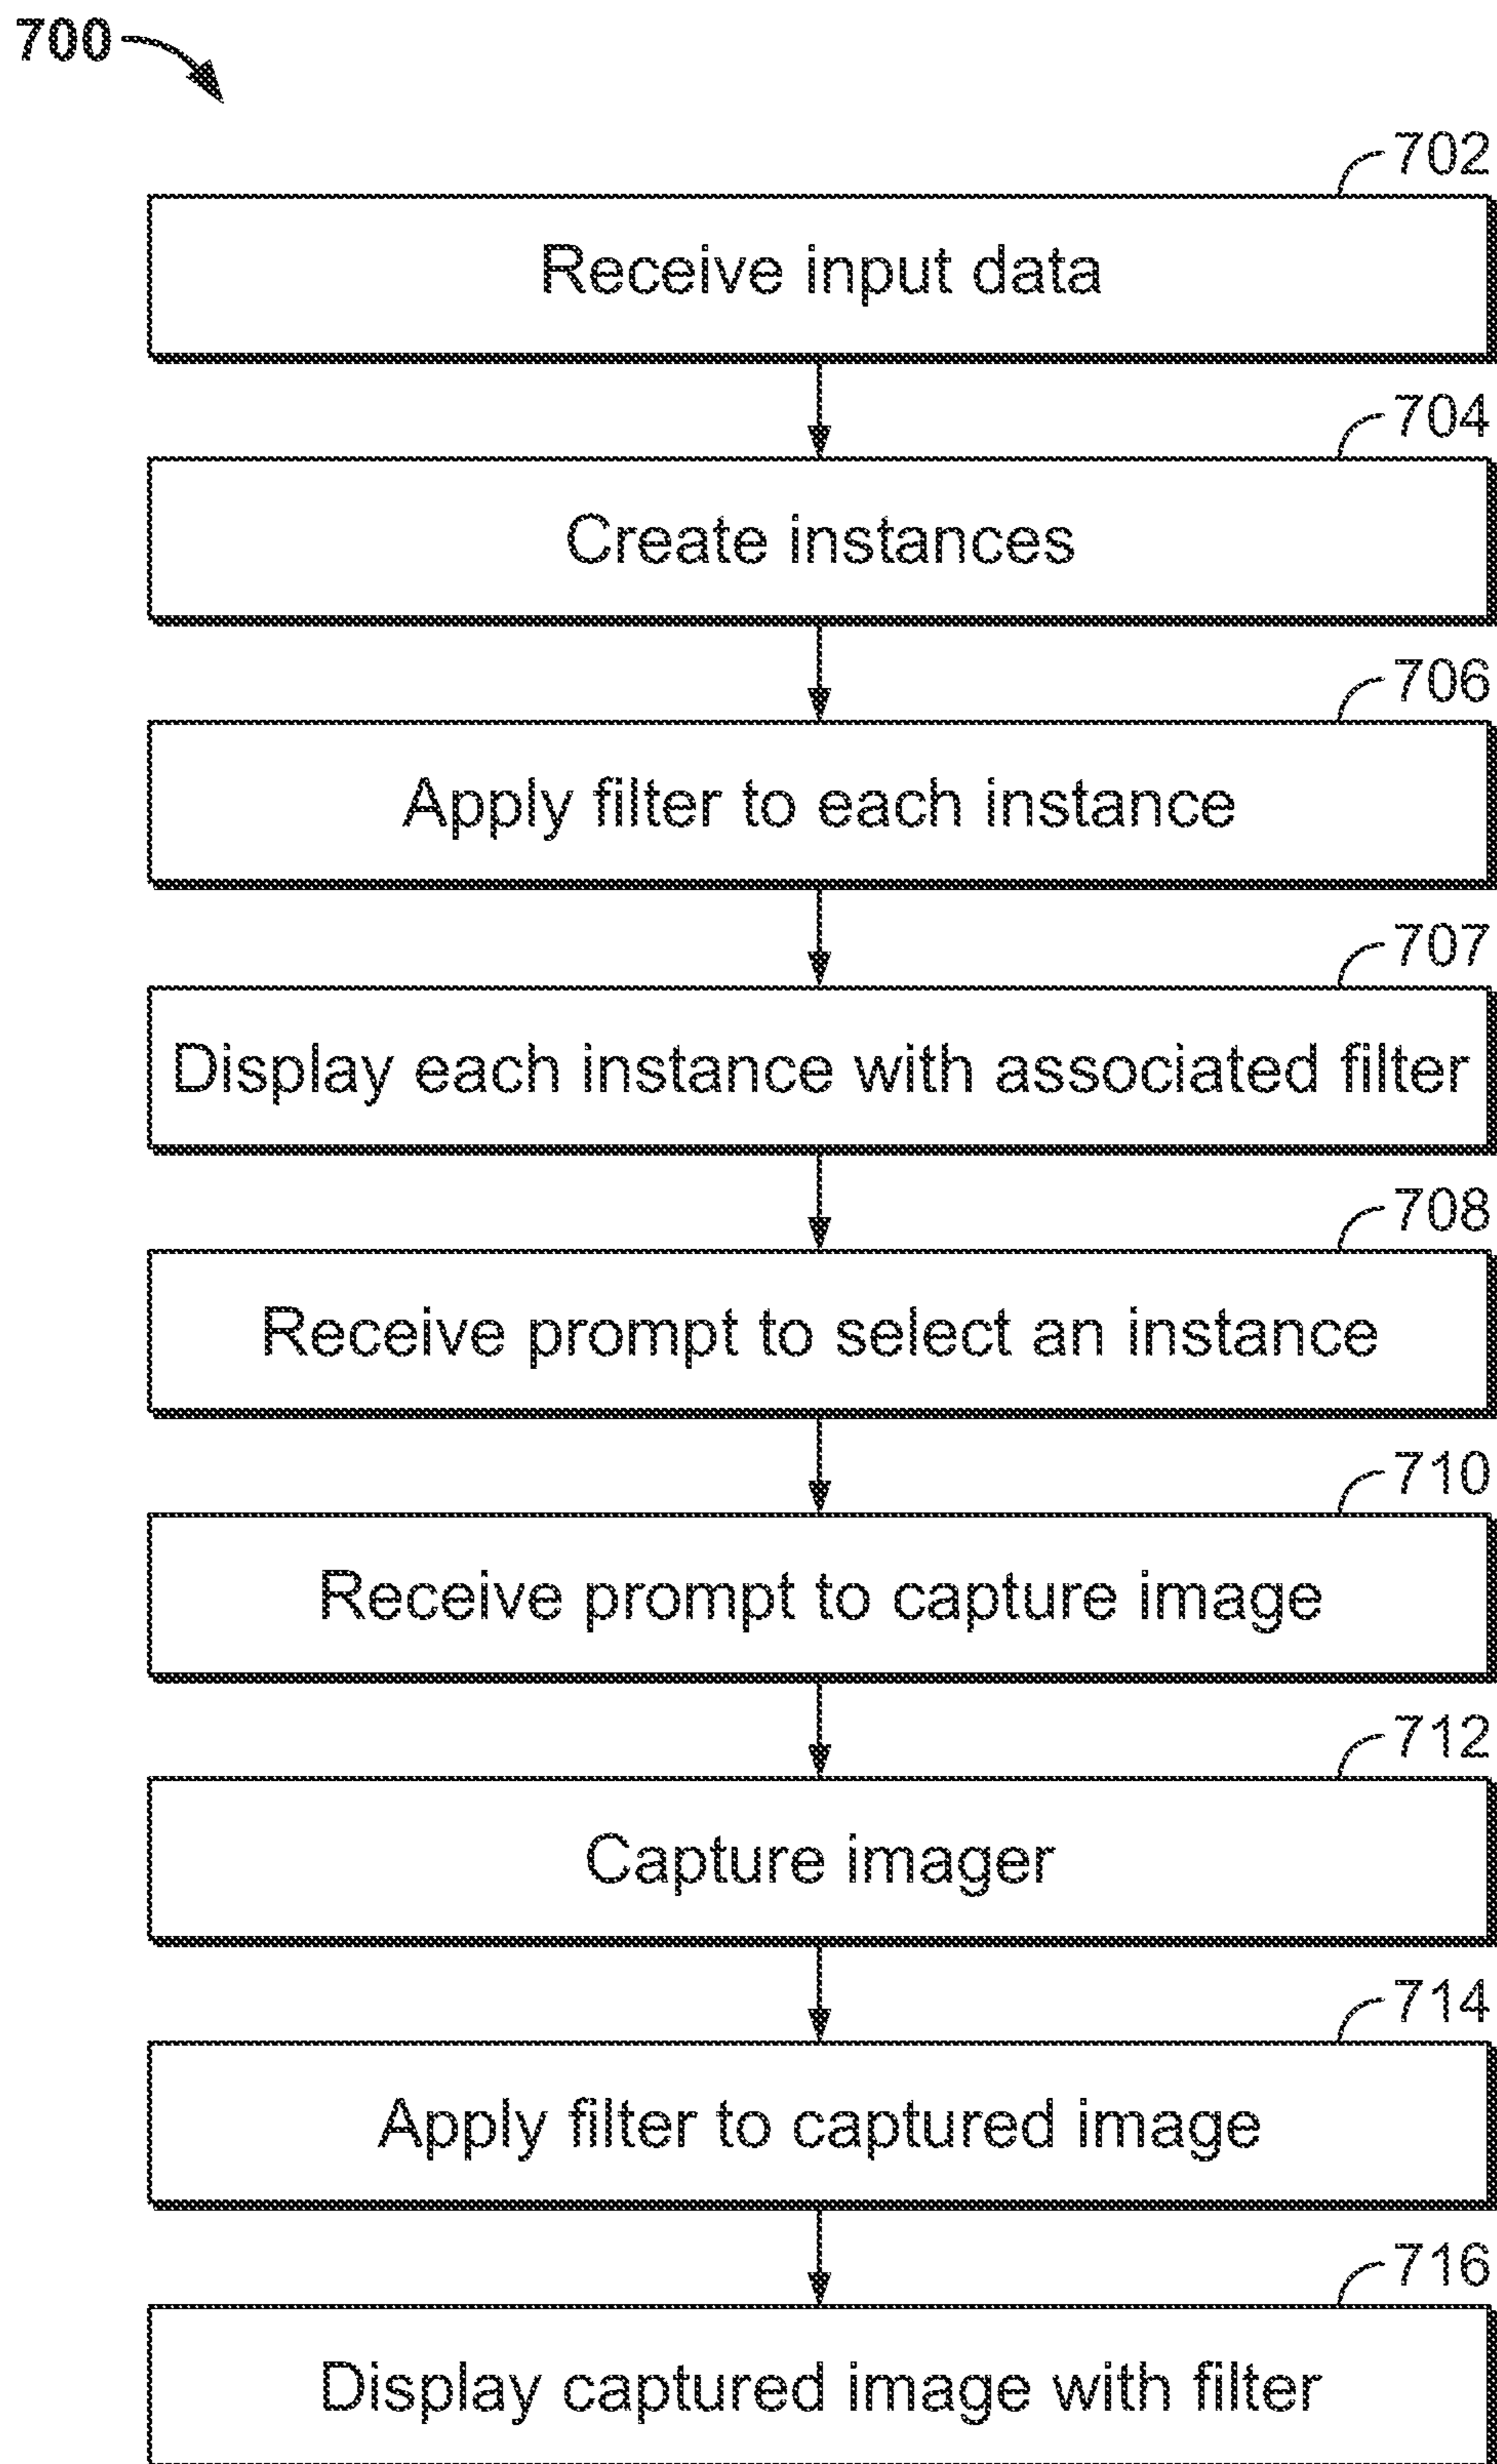 700
702
Receive input data
704
Create instances
706
Apply filter to each instance
707
Display each instance with associated filter
708
Receive prompt to select an instance
710
Receive prompt to capture image
712
Capture imager
714
Apply filter to captured image
716
Display captured image with filter